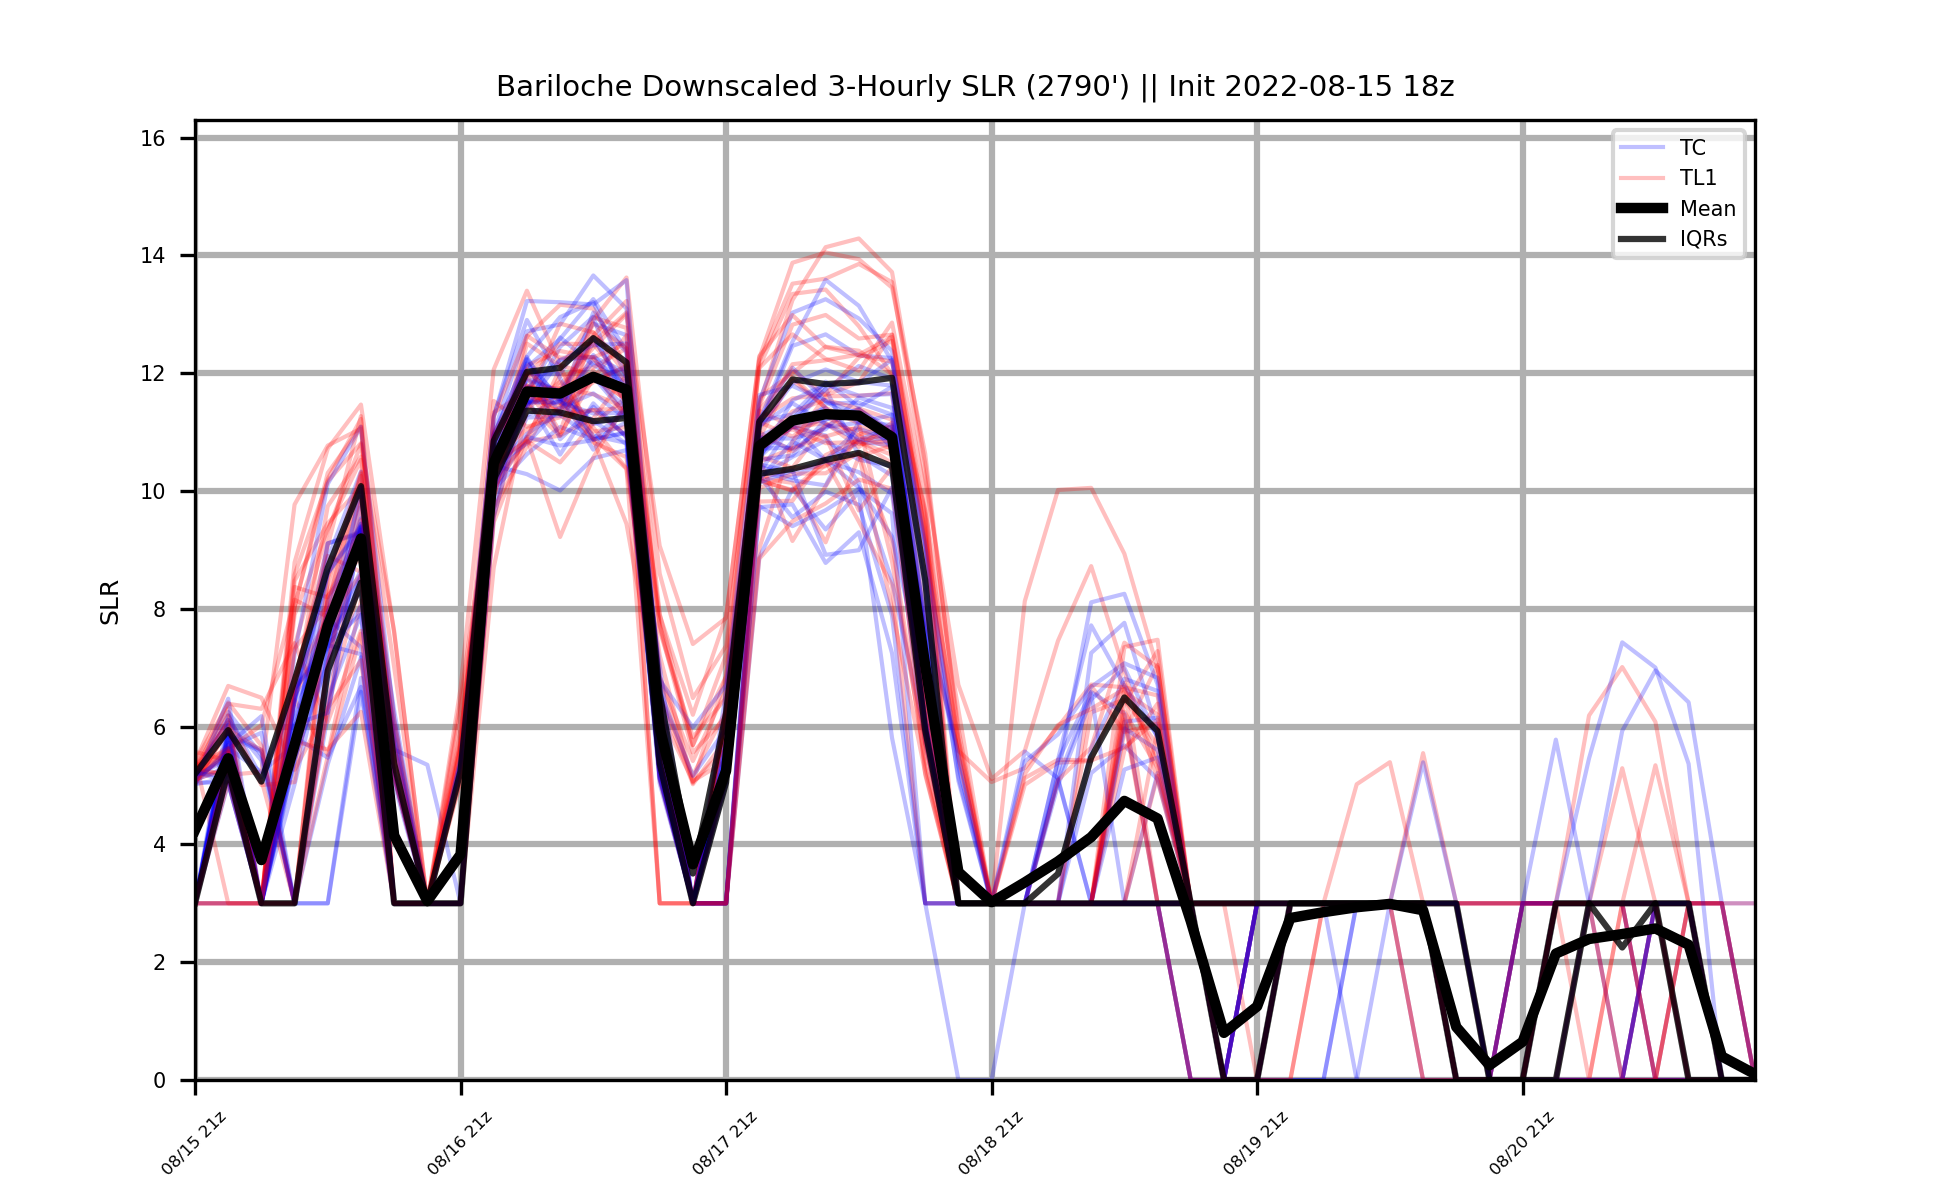 Bariloche Downscaled 3-Hourly SLR (2790') || Init 2022-08-15 18z
TC
TL1
Mean
IQRs
SLR
16
14
12
10
8
6
4
2
0
08/15 21z
08/16 21z
08/17 21z
08/18 21z
08/19 21z
08/20 21z